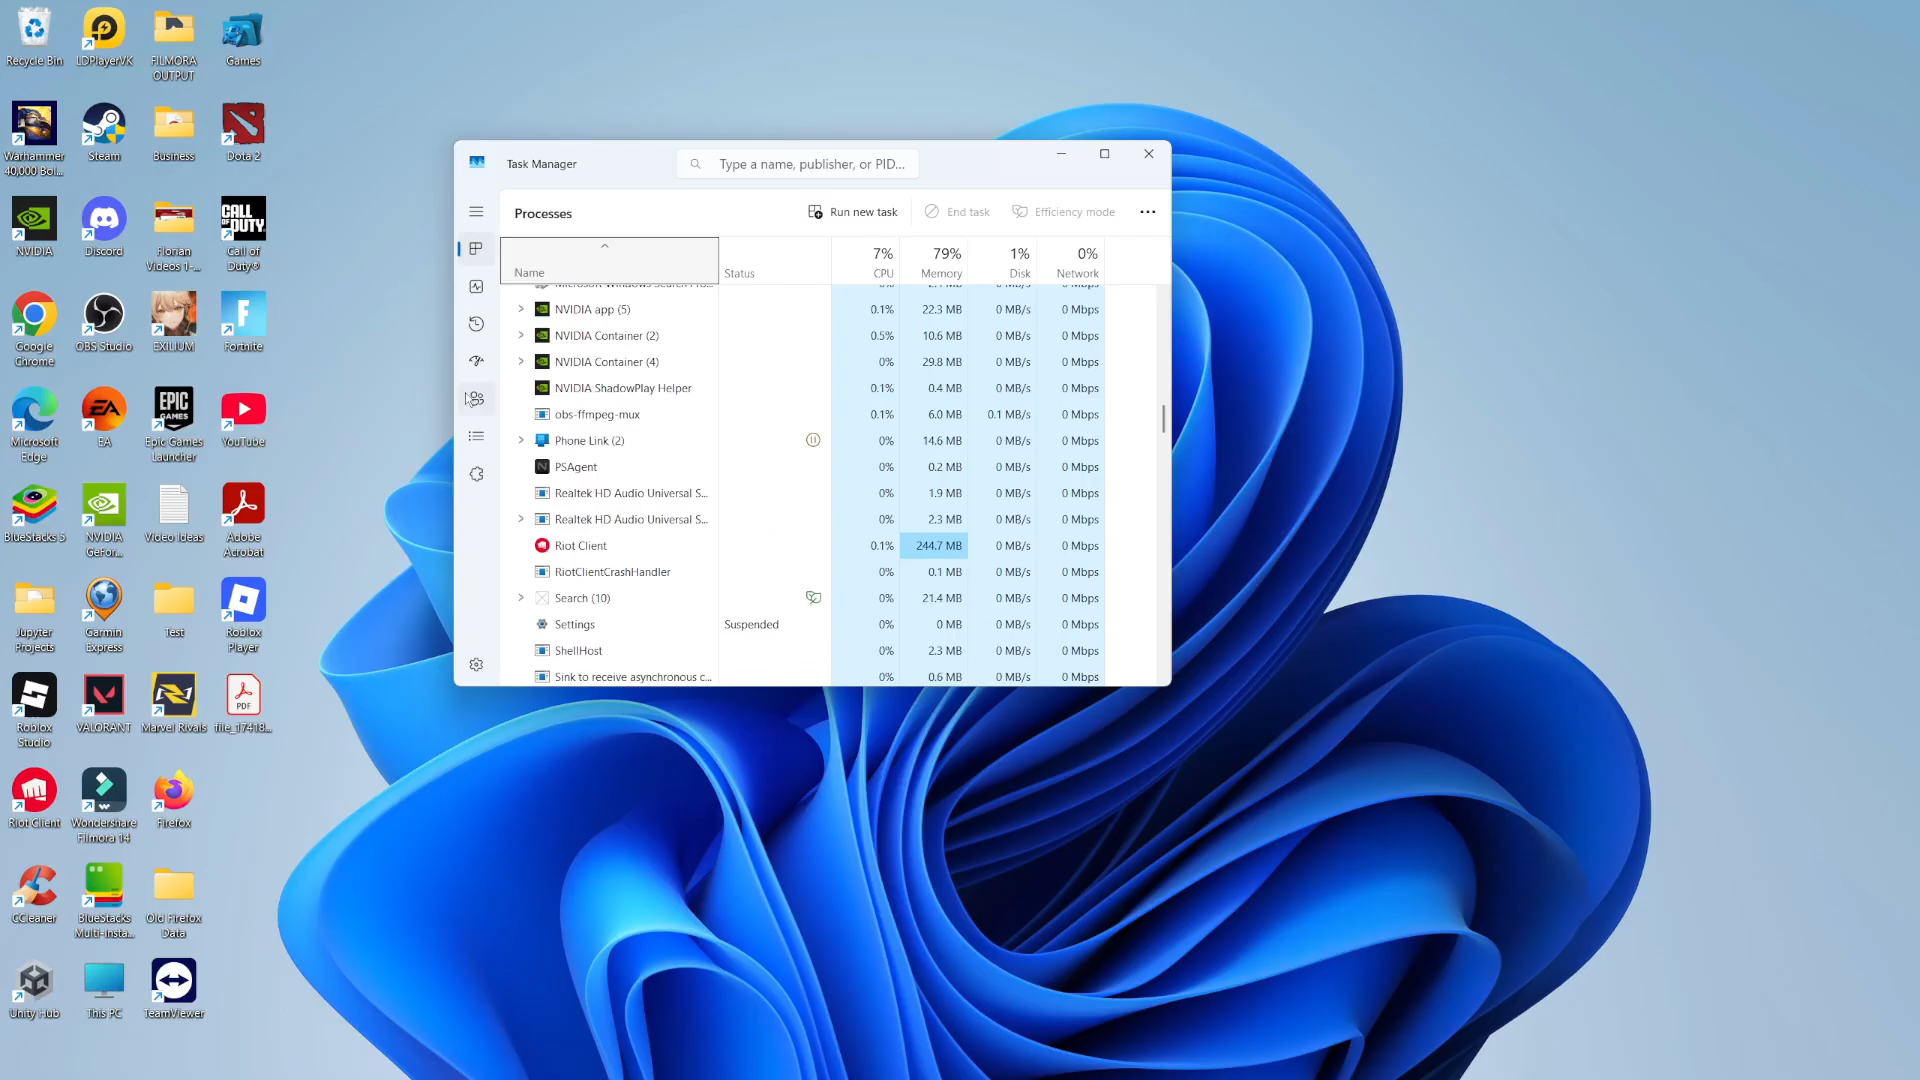 Recycle Bin
LDPlayerVK
FILMORA
OUTPUT
Games
Warhammer
40,000 Bol...
Steam
Business
Dota 2
NVIDIA
Discord
Florian
Videos 1-...
CALL OF DUTY
Call of
Duty®
Google
Chrome
OBS Studio
EXILIUM
Fortnite
Microsoft
Edge
EA
EPIC
GAMES
Epic Games
Launcher
YouTube
BlueStacks 5
NVIDIA
GeFor...
Video Ideas
Adobe
Acrobat
Jupyter
Projects
Garmin
Express
Test
Roblox
Player
Roblox
Studio
VALORANT
Marvel Rivals
PDF
file_17418...
Riot Client
Wondershare
Filmora 14
Firefox
CCleaner
BlueStacks
Multi-Insta...
Old Firefox
Data
Unity Hub
This PC
TeamViewer
Task Manager
Type a name, publisher, or PID...
Processes
Run new task
End task
Efficiency mode
Name
Status
7%
CPU
79%
Memory
1%
Disk
0%
Network
NVIDIA app (5) 0.1% 22.3 MB 0 MB/s 0 Mbps
NVIDIA Container (2) 0.5% 10.6 MB 0 MB/s 0 Mbps
NVIDIA Container (4) 0% 29.8 MB 0 MB/s 0 Mbps
NVIDIA ShadowPlay Helper 0.1% 0.4 MB 0 MB/s 0 Mbps
obs-ffmpeg-mux 0.1% 6.0 MB 0.1 MB/s 0 Mbps
Phone Link (2) 0% 14.6 MB 0 MB/s 0 Mbps
PSAgent 0% 0.2 MB 0 MB/s 0 Mbps
Realtek HD Audio Universal S... 0% 1.9 MB 0 MB/s 0 Mbps
Realtek HD Audio Universal S... 0% 2.3 MB 0 MB/s 0 Mbps
Riot Client 0.1% 244.7 MB 0 MB/s 0 Mbps
RiotClientCrashHandler 0% 0.1 MB 0 MB/s 0 Mbps
Search (10) 0% 21.4 MB 0 MB/s 0 Mbps
Settings Suspended 0% 0 MB 0 MB/s 0 Mbps
ShellHost 0% 2.3 MB 0 MB/s 0 Mbps
Sink to receive asynchronous c... 0% 0.6 MB 0 MB/s 0 Mbps